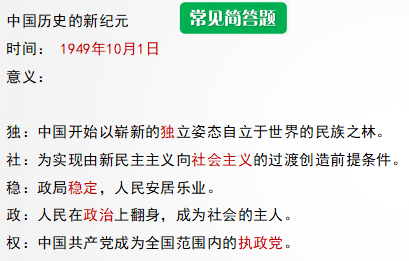 中国历史的新纪元
常见简答题
时间： 1949年10月1日
意义：
独：中国开始以崭新的独立姿态自立于世界的民族之林。
社：为实现由新民主主义向社会主义的过渡创造前提条件。
稳：政局稳定，人民安居乐业。
政：人民在政治上翻身，成为社会的主人。
权：中国共产党成为全国范围内的执政党。